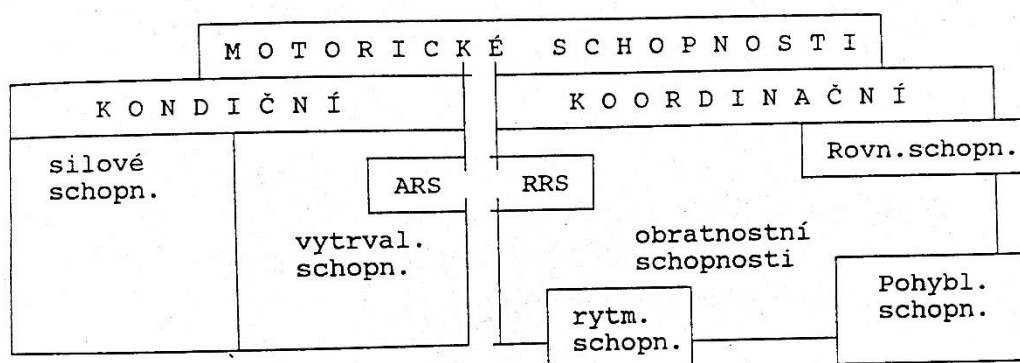 MOTORICKÉ SCHOPNOSTI
KONDIČNÍ
KOORDINAČNÍ
silové
schopn.
vytrval.
schopn.
ARS
RRS
Rovn.schopn.
obratnostní
schopnosti
rytm.
schopn.
Pohybl.
schopn.